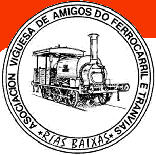 ASOCIACION VIGUESA DE AMIGOS DO FERROCARRIL E TRANVIAS
*RIAS BAIXAS*